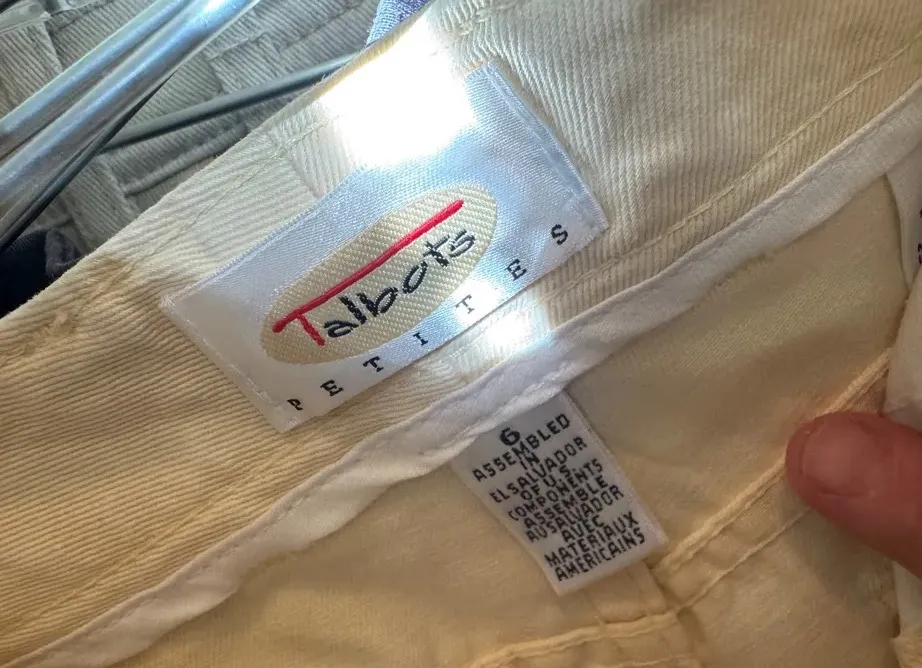 Talbots
PETITES
6
ASSEMBLED
IN
EL SALVADOR
OF U.S.
COMPONENTS
ASSEMBLE
AU SALVADOR
AVEC
MATERIAUX
AMERICAINS